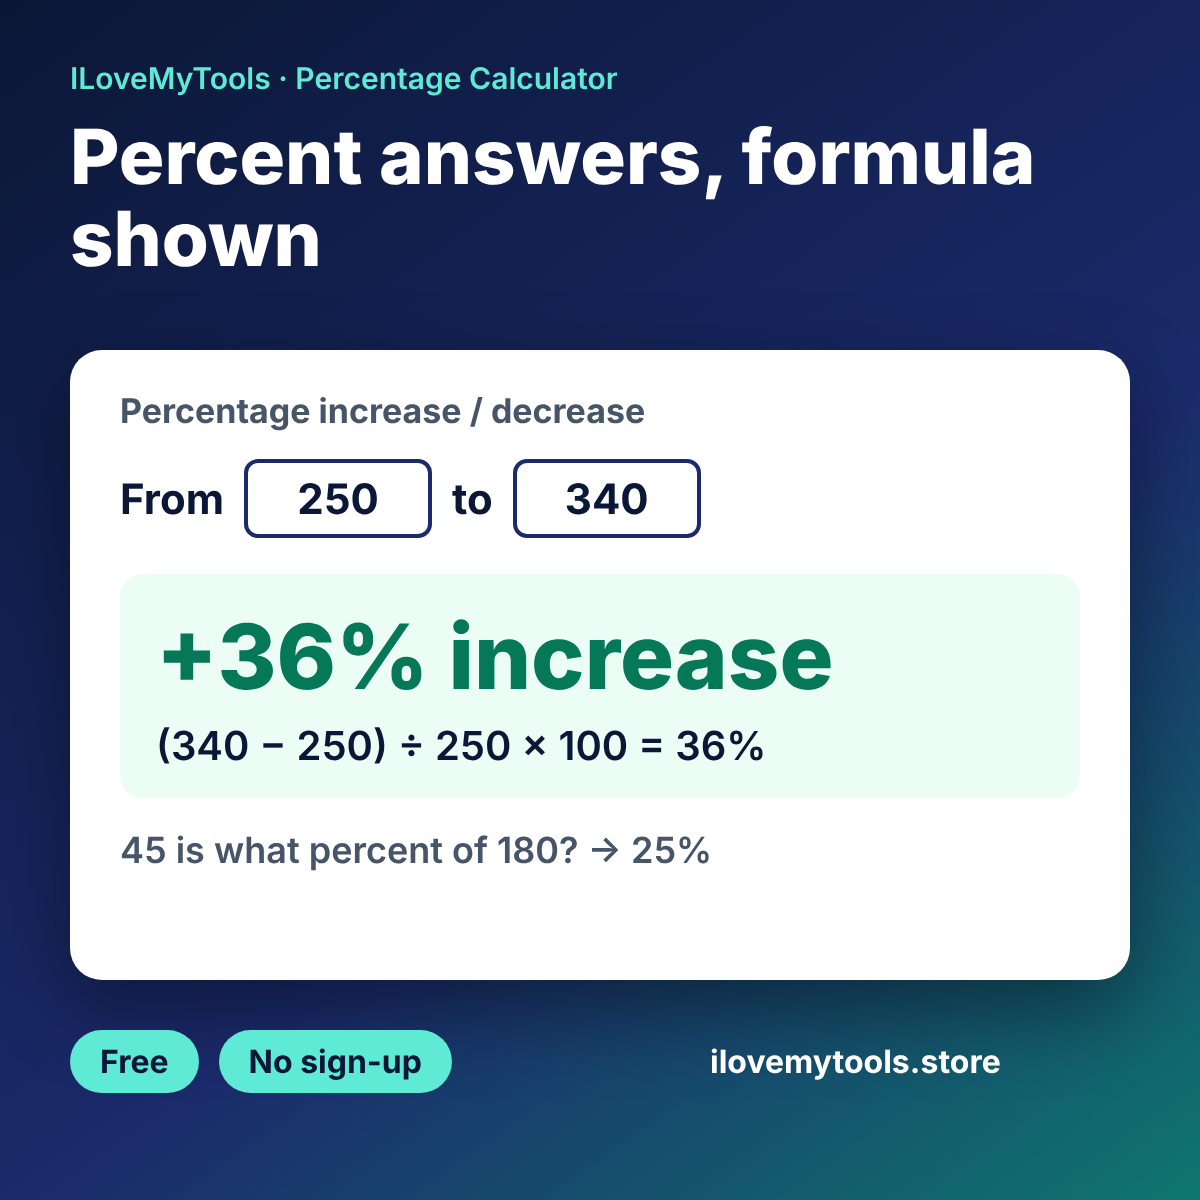 ILoveMyTools · Percentage Calculator
Percent answers, formula
shown
Percentage increase / decrease
From 250 to 340
+36% increase
(340 − 250) ÷ 250 × 100 = 36%
45 is what percent of 180? → 25%
Free No sign-up ilovemytools.store